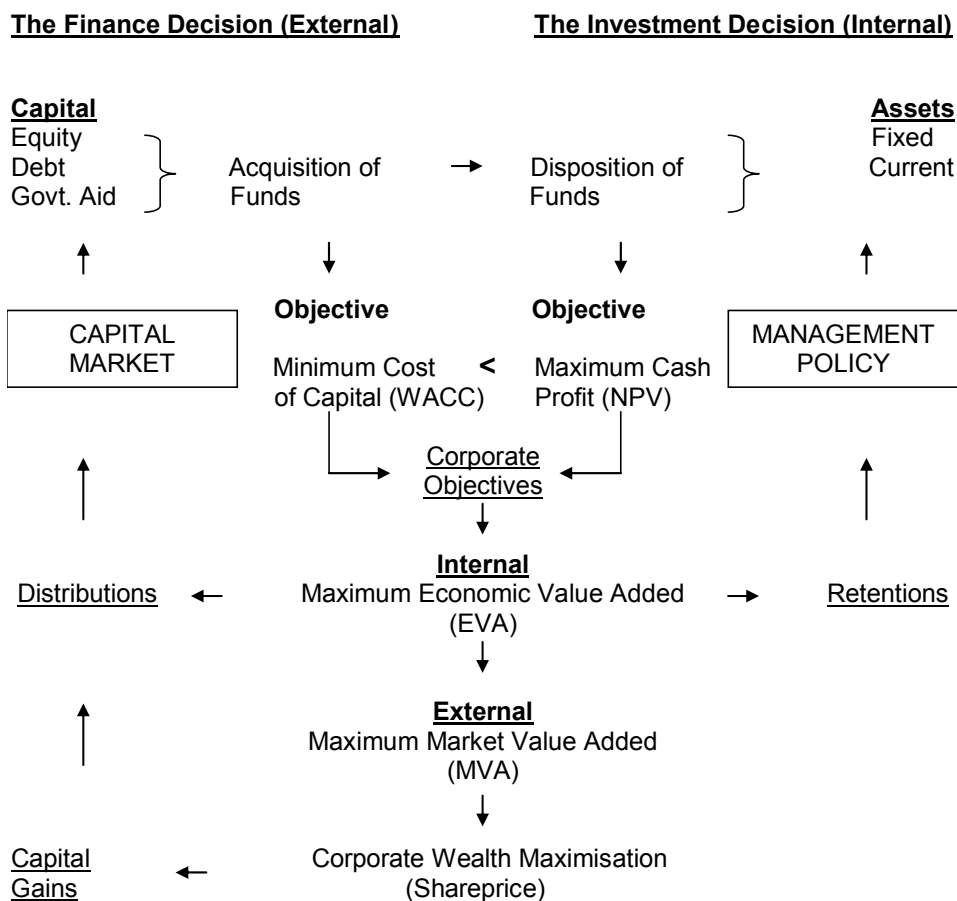 The Finance Decision (External)
The Investment Decision (Internal)
Capital
Equity
Debt
Govt. Aid
Acquisition of
Funds
Disposition of
Funds
Assets
Fixed
Current
Objective
Objective
CAPITAL
MARKET
Minimum Cost
of Capital (WACC)
<
Maximum Cash
Profit (NPV)
MANAGEMENT
POLICY
Corporate
Objectives
Internal
Distributions
Maximum Economic Value Added
(EVA)
Retentions
External
Maximum Market Value Added
(MVA)
Capital
Gains
Corporate Wealth Maximisation
(Shareprice)